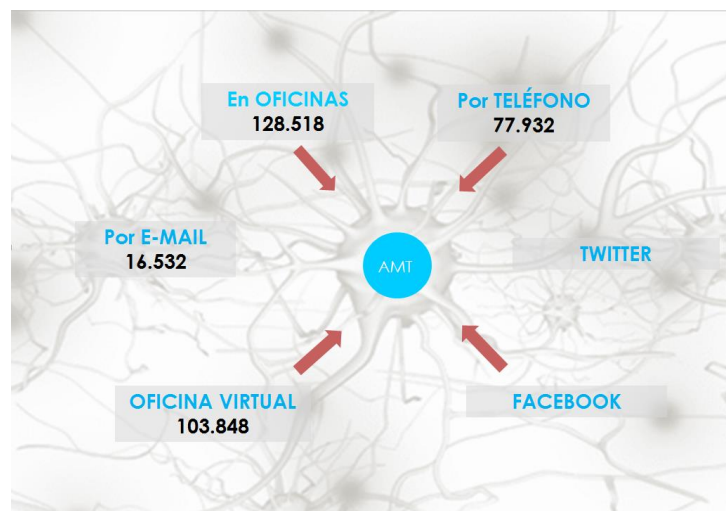 En OFICINAS
128.518
Por TELÉFONO
77.932
Por E-MAIL
16.532
AMT
TWITTER
OFICINA VIRTUAL
103.848
FACEBOOK